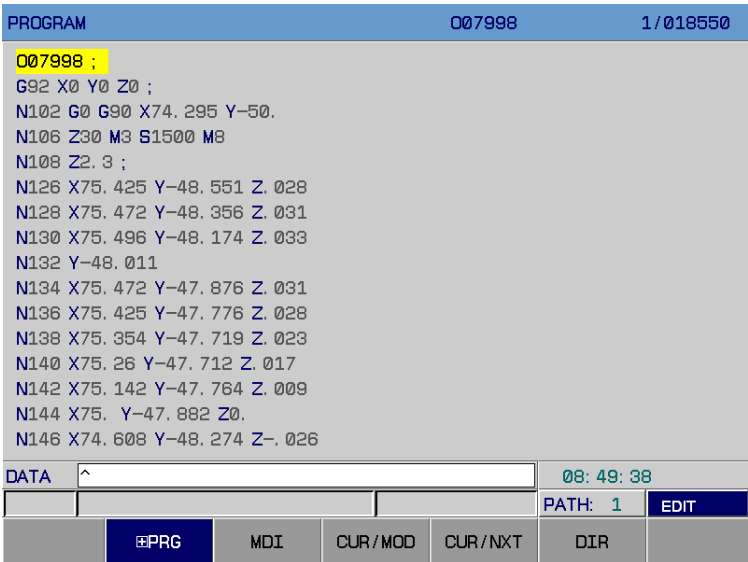 PROGRAM O07998 1/018550
O07998 ;
G92 X0 Y0 Z0 ;
N102 G0 G90 X74.295 Y-50.
N106 Z30 M3 S1500 M8
N108 Z2.3 ;
N126 X75.425 Y-48.551 Z.028
N128 X75.472 Y-48.356 Z.031
N130 X75.496 Y-48.174 Z.033
N132 Y-48.011
N134 X75.472 Y-47.876 Z.031
N136 X75.425 Y-47.776 Z.028
N138 X75.354 Y-47.719 Z.023
N140 X75.26 Y-47.712 Z.017
N142 X75.142 Y-47.764 Z.009
N144 X75. Y-47.882 Z0.
N146 X74.608 Y-48.274 Z-.026
DATA ^ 08:49:38
PATH: 1 EDIT
⊞PRG MDI CUR/MOD CUR/NXT DIR